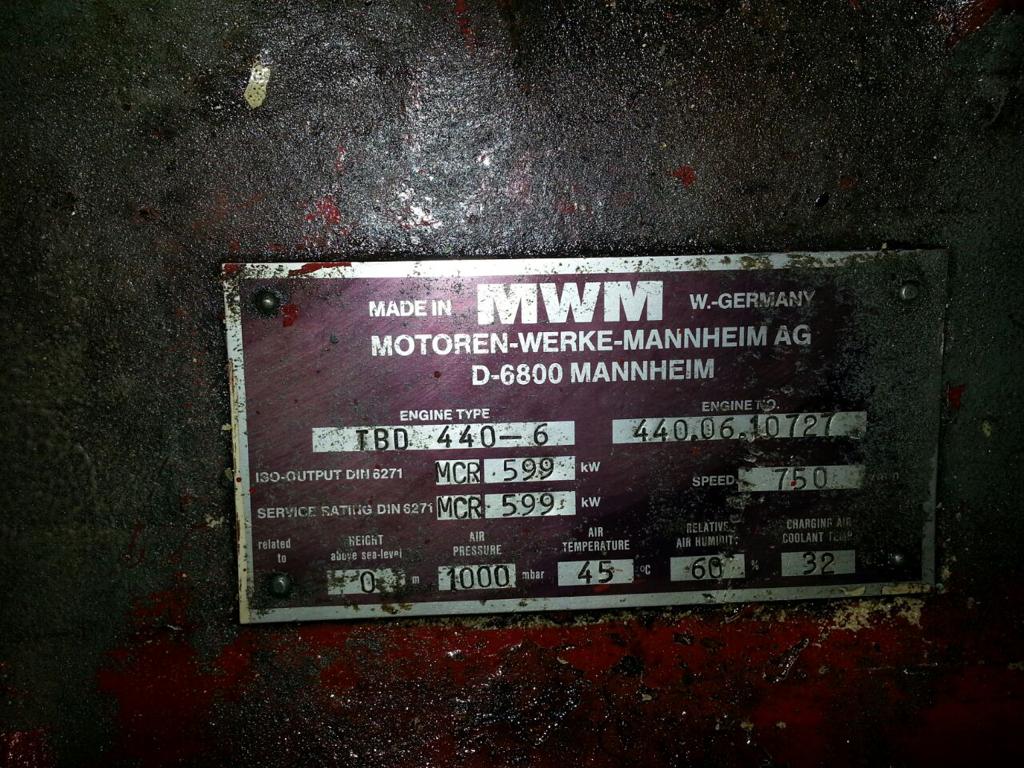 MADE IN MWM W.-GERMANY
MOTOREN-WERKE-MANNHEIM AG
D-6800 MANNHEIM
ENGINE TYPE ENGINE NO.
TBD 440-6 440.06.10727
ISO-OUTPUT DIN 6271 MCR 599 kW SPEED 750
SERVICE RATING DIN 6271 MCR 599 kW
related to
HEIGHT above sea-level 0 m
AIR PRESSURE 1000 mbar
AIR TEMPERATURE 45 °C
RELATIVE AIR HUMIDITY 60 %
CHARGING AIR COOLANT TEMP. 32